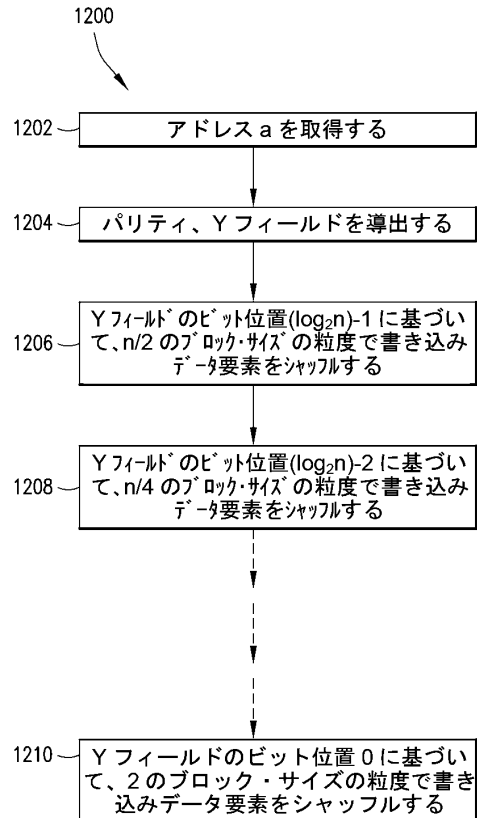 1200
1202
アドレス a を取得する
1204
パリティ、Y フィールドを導出する
1206
Y ﾌｨｰﾙﾄﾞのﾋﾞｯﾄ位置(log₂n)-1 に基づい
て、n/2 のﾌﾞﾛｯｸ・ｻｲｽﾞの粒度で書き込み
ﾃﾞｰﾀ要素をｼｬｯﾌﾙする
1208
Y ﾌｨｰﾙﾄﾞのﾋﾞｯﾄ位置(log₂n)-2 に基づい
て、n/4 のﾌﾞﾛｯｸ・ｻｲｽﾞの粒度で書き込み
ﾃﾞｰﾀ要素をｼｬｯﾌﾙする
1210
Y フィールドのビット位置 0 に基づい
て、2 のブロック・サイズの粒度で書き
込みデータ要素をシャッフルする